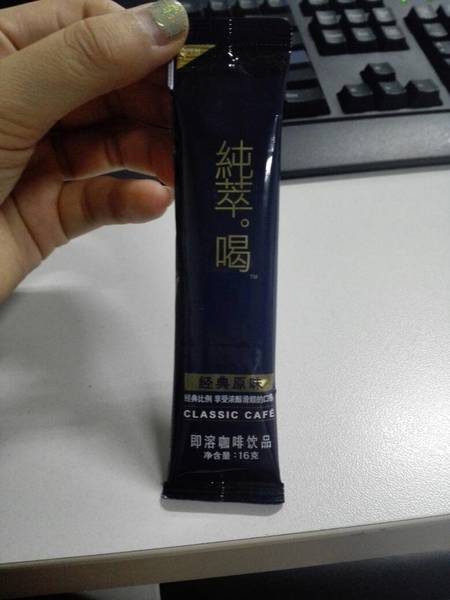 純萃。喝
TM
经典原味
经典比例 享受浓醇滑顺的口感
CLASSIC CAFÉ
即溶咖啡饮品
净含量:16克